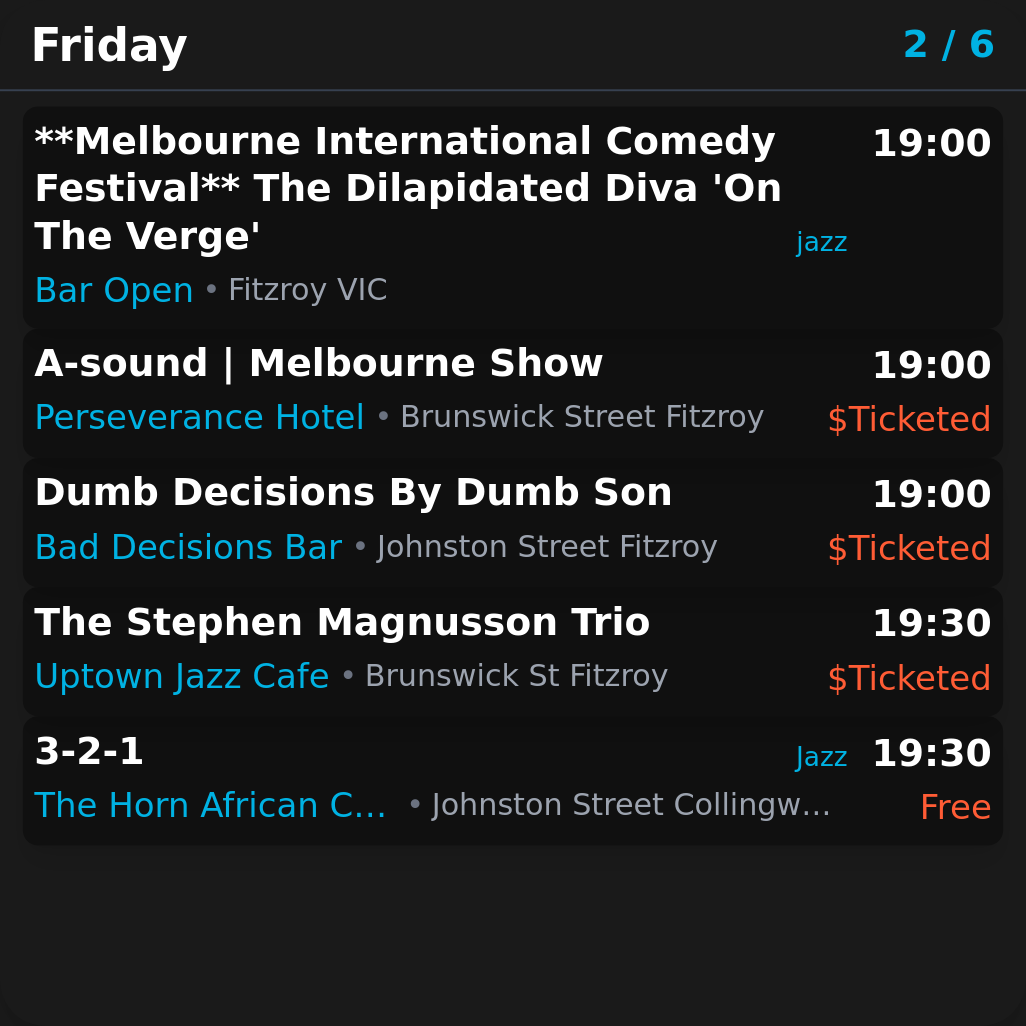 Friday 2 / 6
**Melbourne International Comedy 19:00
Festival** The Dilapidated Diva 'On
The Verge' jazz
Bar Open • Fitzroy VIC
A-sound | Melbourne Show 19:00
Perseverance Hotel • Brunswick Street Fitzroy $Ticketed
Dumb Decisions By Dumb Son 19:00
Bad Decisions Bar • Johnston Street Fitzroy $Ticketed
The Stephen Magnusson Trio 19:30
Uptown Jazz Cafe • Brunswick St Fitzroy $Ticketed
3-2-1 Jazz 19:30
The Horn African C... • Johnston Street Collingw... Free